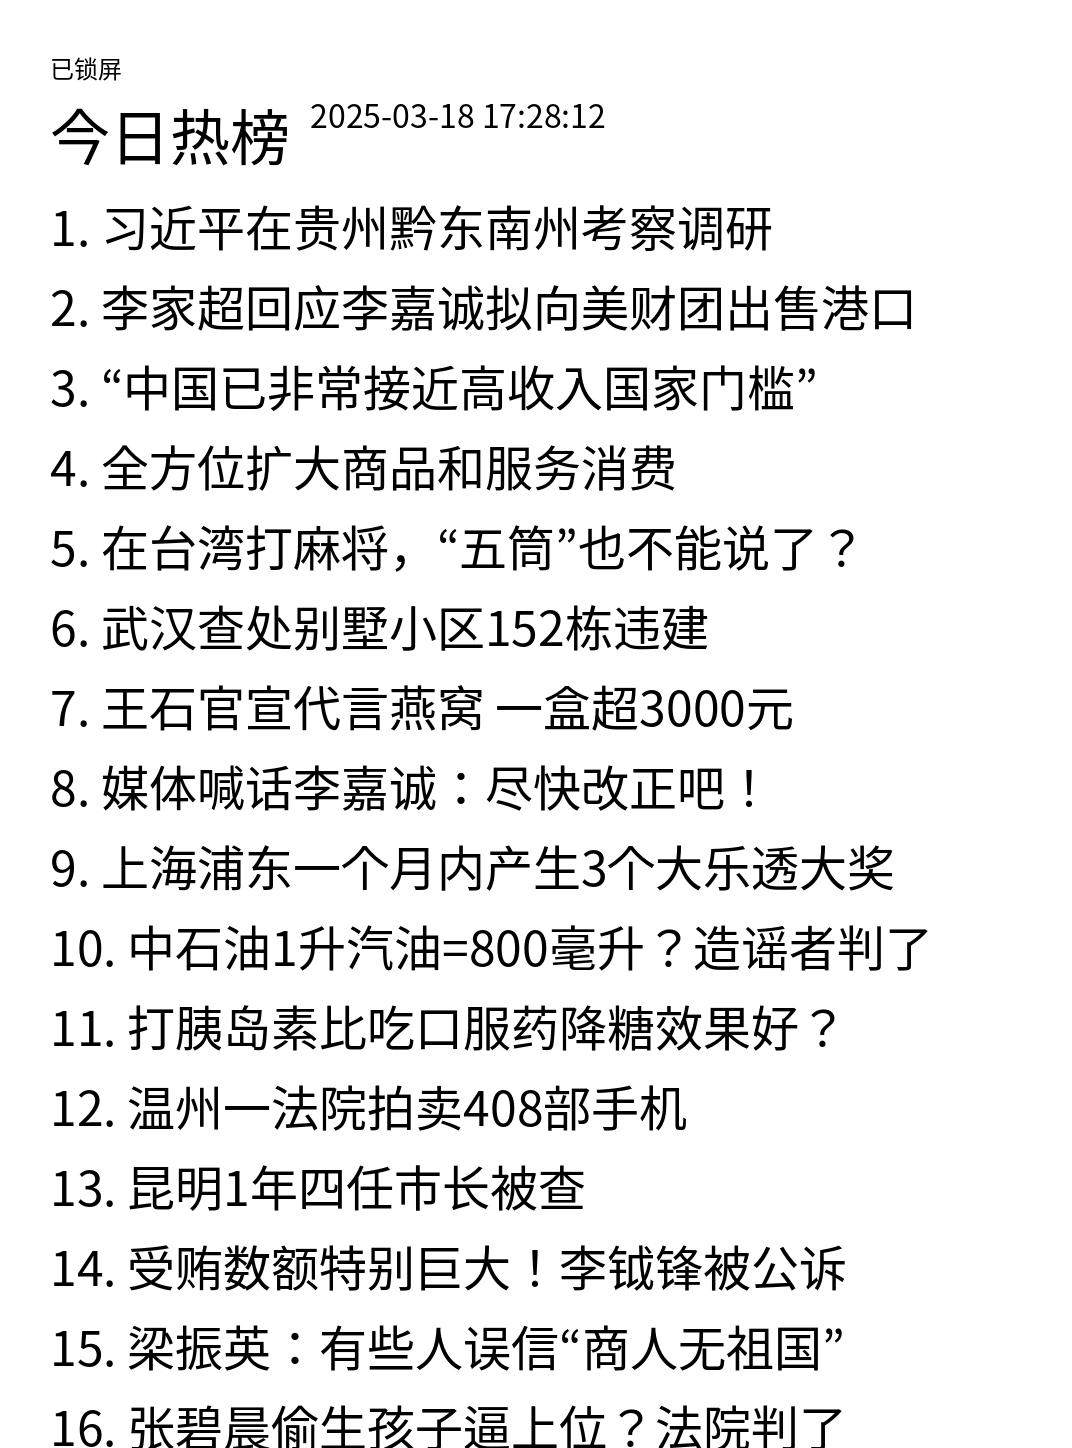 已锁屏
今日热榜 2025-03-18 17:28:12
1. 习近平在贵州黔东南州考察调研
2. 李家超回应李嘉诚拟向美财团出售港口
3. “中国已非常接近高收入国家门槛”
4. 全方位扩大商品和服务消费
5. 在台湾打麻将，“五筒”也不能说了？
6. 武汉查处别墅小区152栋违建
7. 王石官宣代言燕窝 一盒超3000元
8. 媒体喊话李嘉诚：尽快改正吧！
9. 上海浦东一个月内产生3个大乐透大奖
10. 中石油1升汽油=800毫升？造谣者判了
11. 打胰岛素比吃口服药降糖效果好？
12. 温州一法院拍卖408部手机
13. 昆明1年四任市长被查
14. 受贿数额特别巨大！李钺锋被公诉
15. 梁振英：有些人误信“商人无祖国”
16. 张碧晨偷生孩子逼上位？法院判了